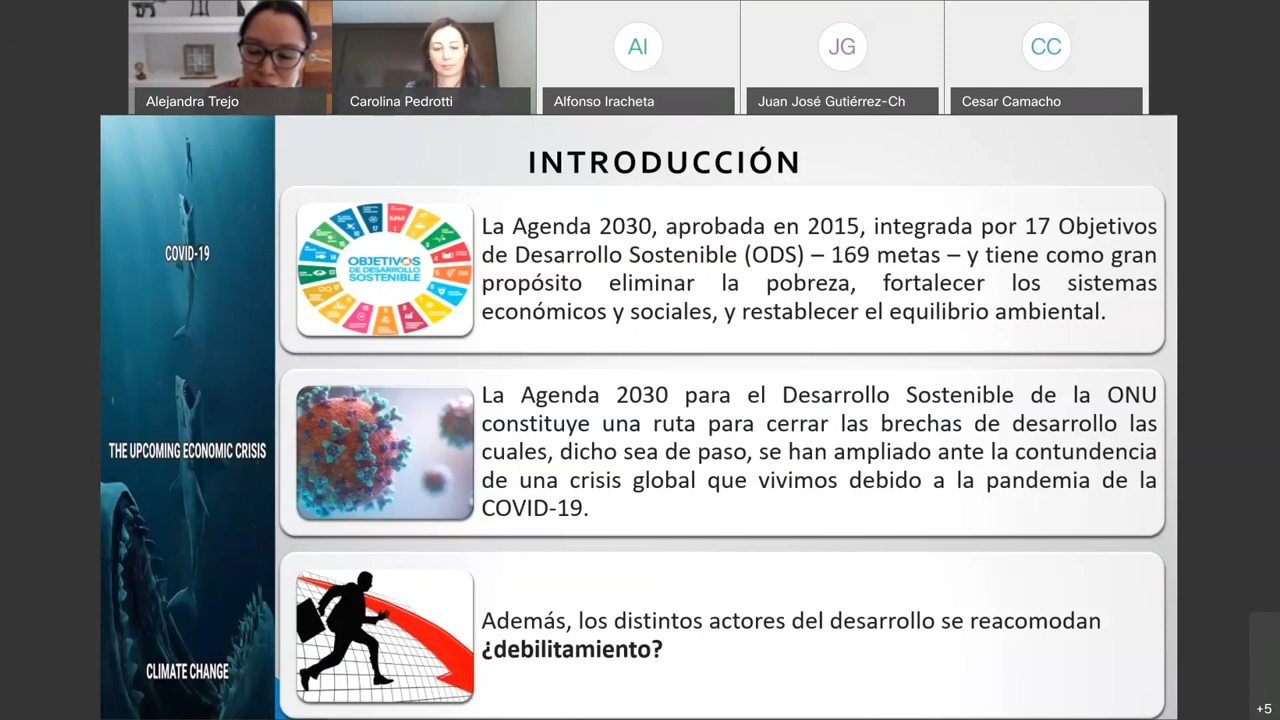 AI
JG
CC
Alejandra Trejo
Carolina Pedrotti
Alfonso Iracheta
Juan José Gutiérrez-Ch
Cesar Camacho
INTRODUCCIÓN
COVID-19
THE UPCOMING ECONOMIC CRISIS
CLIMATE CHANGE
OBJETIVOS
DE DESARROLLO
SOSTENIBLE
La Agenda 2030, aprobada en 2015, integrada por 17 Objetivos
de Desarrollo Sostenible (ODS) – 169 metas – y tiene como gran
propósito eliminar la pobreza, fortalecer los sistemas
económicos y sociales, y restablecer el equilibrio ambiental.
La Agenda 2030 para el Desarrollo Sostenible de la ONU
constituye una ruta para cerrar las brechas de desarrollo las
cuales, dicho sea de paso, se han ampliado ante la contundencia
de una crisis global que vivimos debido a la pandemia de la
COVID-19.
Además, los distintos actores del desarrollo se reacomodan
¿debilitamiento?
+5